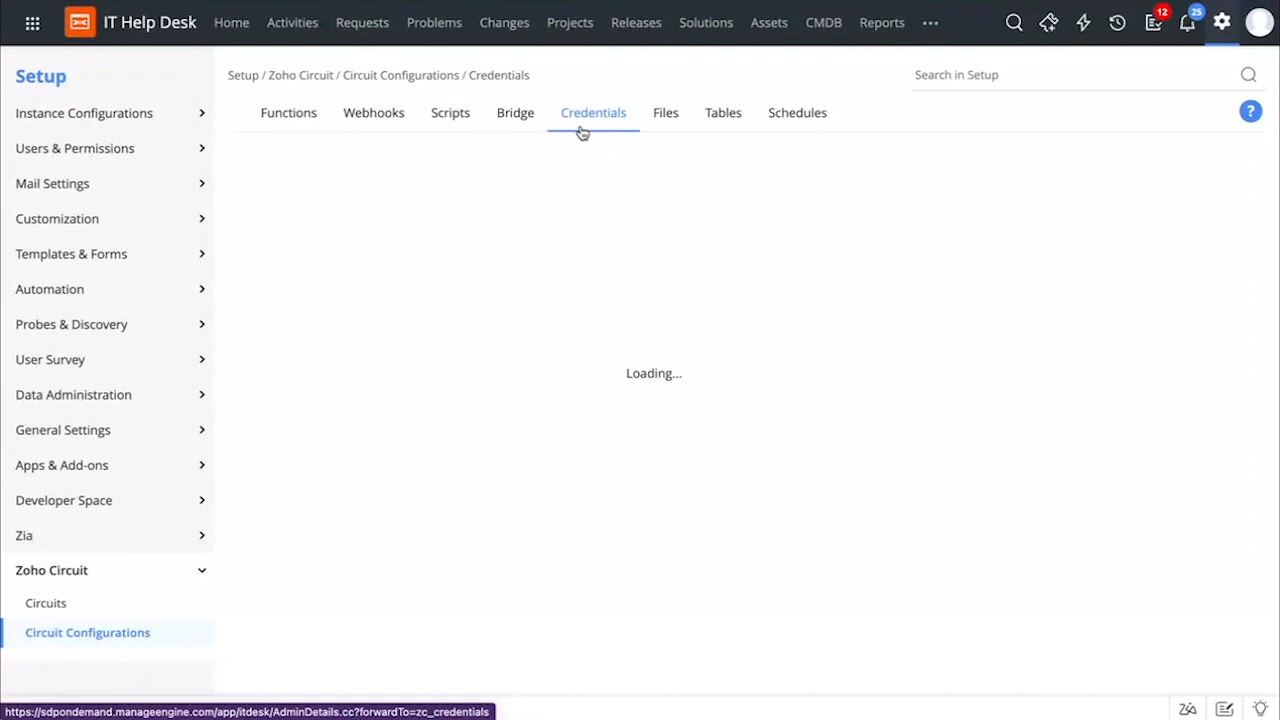 IT Help Desk
Home
Activities
Requests
Problems
Changes
Projects
Releases
Solutions
Assets
CMDB
Reports
12
25
Setup
Instance Configurations
Users & Permissions
Mail Settings
Customization
Templates & Forms
Automation
Probes & Discovery
User Survey
Data Administration
General Settings
Apps & Add-ons
Developer Space
Zia
Zoho Circuit
Circuits
Circuit Configurations
Setup / Zoho Circuit / Circuit Configurations / Credentials
Search in Setup
Functions
Webhooks
Scripts
Bridge
Credentials
Files
Tables
Schedules
?
Loading...
https://sdpondemand.manageengine.com/app/itdesk/AdminDetails.cc?forwardTo=zc_credentials